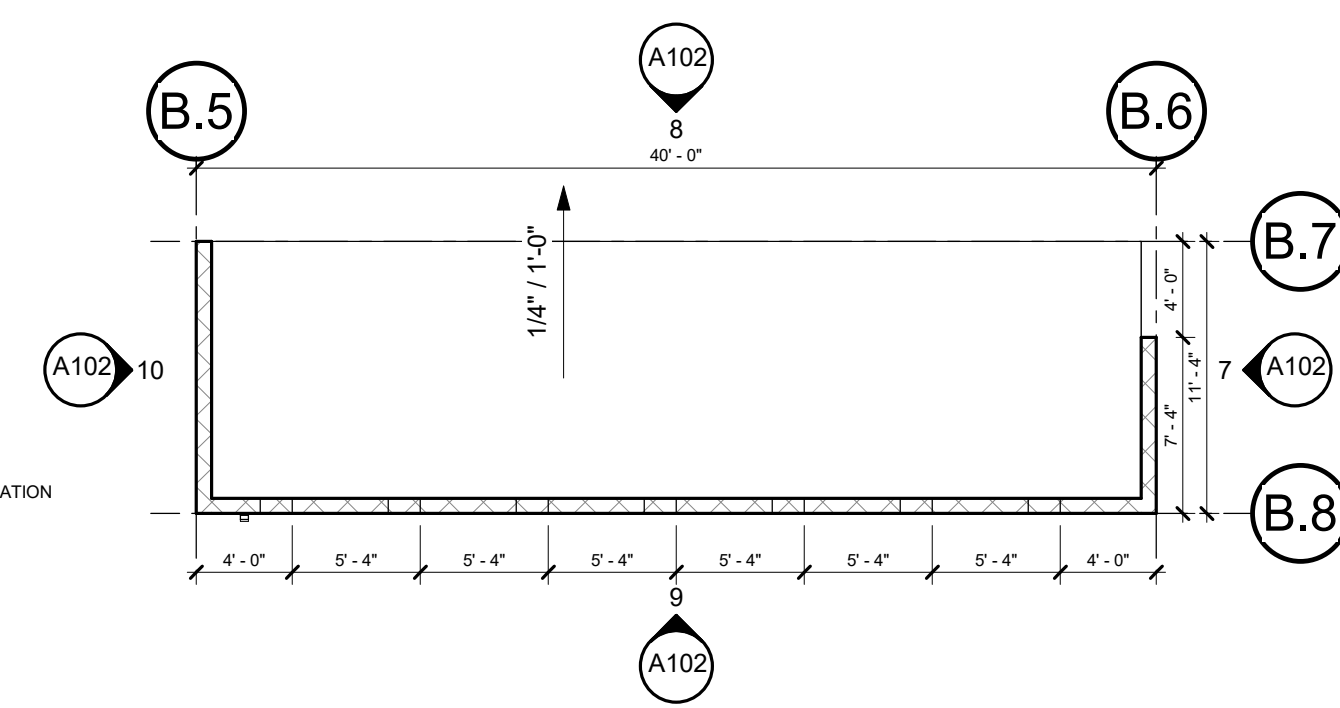 A102
B.5
B.6
8
40' - 0"
1/4" / 1'-0"
B.7
4' - 0"
A102
10
7
A102
11' - 4"
7' - 4"
ATION
B.8
4' - 0"
5' - 4"
5' - 4"
5' - 4"
5' - 4"
5' - 4"
5' - 4"
4' - 0"
9
A102